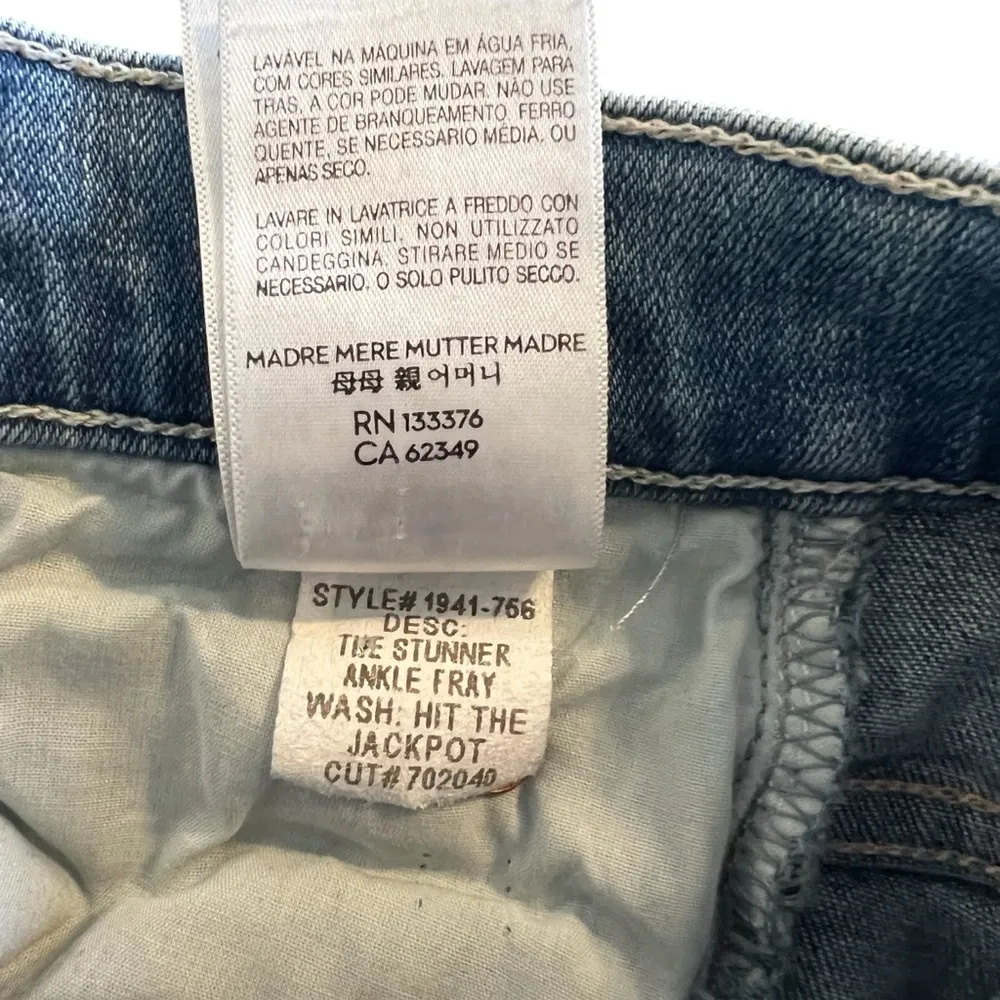 LAVÁVEL NA MÁQUINA EM ÁGUA FRIA,
COM CORES SIMILARES. LAVAGEM PARA
TRAS, A COR PODE MUDAR. NÃO USE
AGENTE DE BRANQUEAMENTO. FERRO
QUENTE, SE NECESSARIO MÉDIA. OU
APENAS SECO.
LAVARE IN LAVATRICE A FREDDO CON
COLORI SIMILI. NON UTILIZZATO
CANDEGGINA. STIRARE MEDIO SE
NECESSARIO. O SOLO PULITO SECCO.
MADRE MERE MUTTER MADRE
母母 親 어머니
RN 133376
CA 62349
STYLE# 1941-766
DESC:
THE STUNNER
ANKLE FRAY
WASH: HIT THE
JACKPOT
CUT# 702040